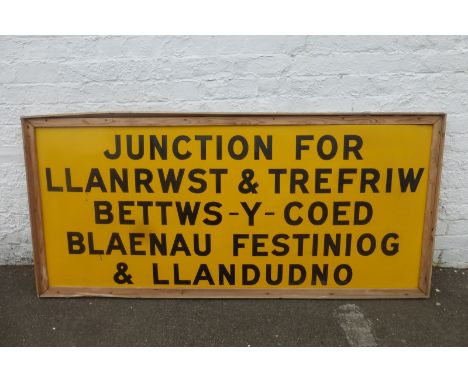 JUNCTION FOR
LLANRWST & TREFRIW
BETTWS-Y-COED
BLAENAU FESTINIOG
& LLANDUDNO